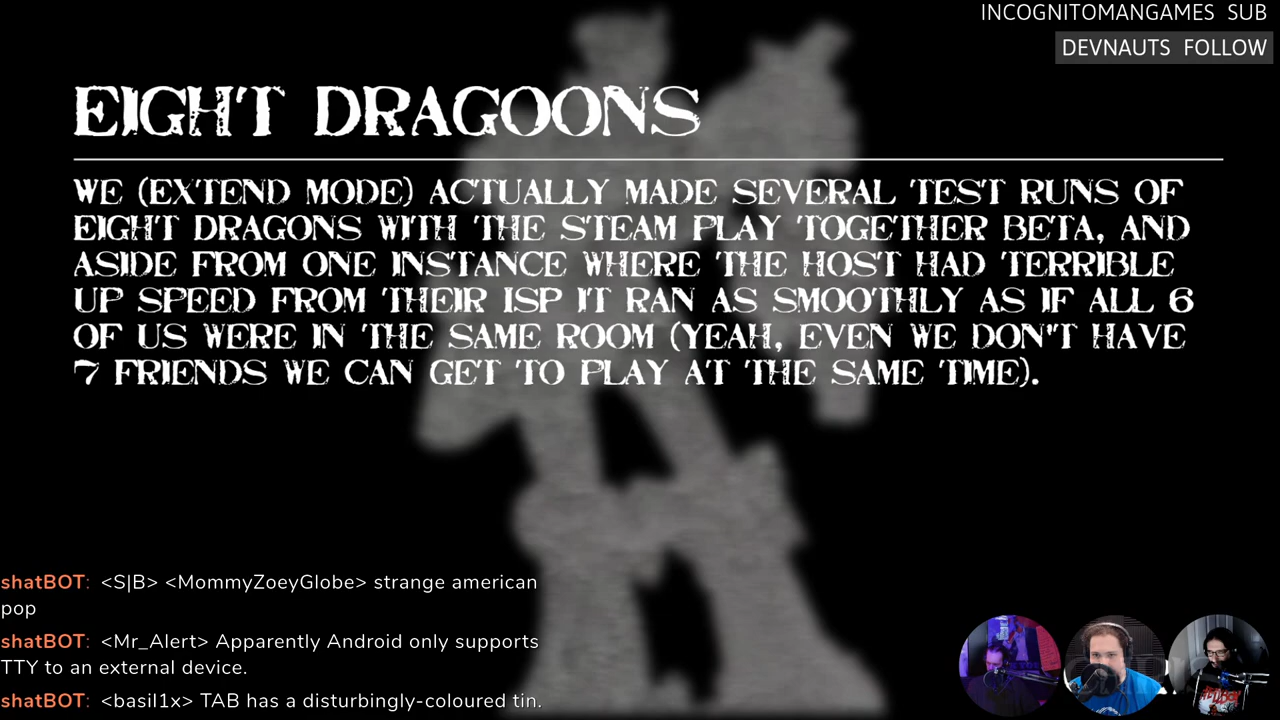 INCOGNITOMANGAMES SUB
DEVNAUTS FOLLOW
EIGHT DRAGOONS
WE (EXTEND MODE) ACTUALLY MADE SEVERAL TEST RUNS OF
EIGHT DRAGONS WITH THE STEAM PLAY TOGETHER BETA, AND
ASIDE FROM ONE INSTANCE WHERE THE HOST HAD TERRIBLE
UP SPEED FROM THEIR ISP IT RAN AS SMOOTHLY AS IF ALL 6
OF US WERE IN THE SAME ROOM (YEAH, EVEN WE DON'T HAVE
7 FRIENDS WE CAN GET TO PLAY AT THE SAME TIME).
shatBOT: <S|B> <MommyZoeyGlobe> strange american
pop
shatBOT: <Mr_Alert> Apparently Android only supports
TTY to an external device.
shatBOT: <basil1x> TAB has a disturbingly-coloured tin.